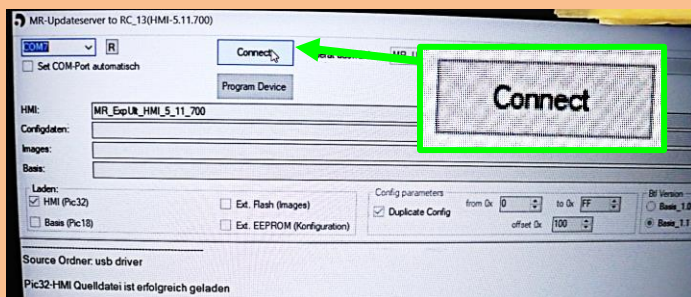 MR-Updateserver to RC_13(HMI-5.11.700)
COM7 R Connect
Set COM-Port automatisch
Connect
Program Device
HMI: MR_ExpUlt_HMI_5_11_700
Configdaten:
Images:
Basis:
Laden:
HMI (Pic32) Ext. Flash (Images)
Basis (Pic18) Ext. EEPROM (Konfiguration)
Config parameters
Duplicate Config from 0x 0 to 0x FF
offset 0x 100
Btl Version
Basis_1.0
Basis_1.1
Source Ordner: usb driver
Pic32-HMI Quelldatei ist erfolgreich geladen